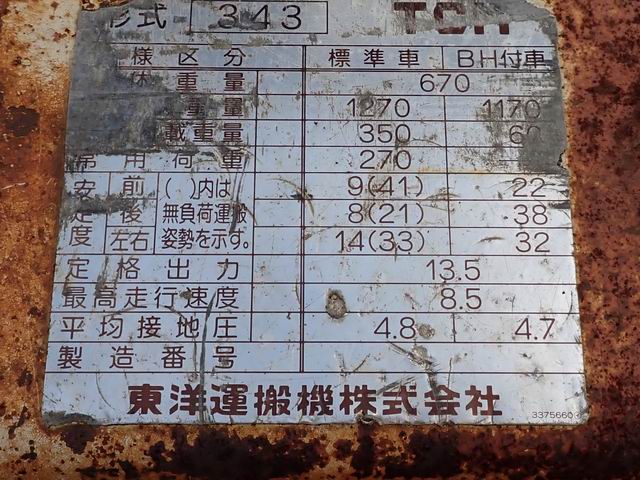 形式 343 TCM
様区分 標準車 BH付車
体重量 670
重量 1270 1170
載重量 350 60
常用荷重 270
安定度 前 ( )内は無負荷運搬姿勢を示す。 9(41) 22
後 8(21) 38
左右 14(33) 32
定格出力 13.5
最高走行速度 8.5
平均接地圧 4.8 4.7
製造番号
東洋運搬機株式会社
3375660